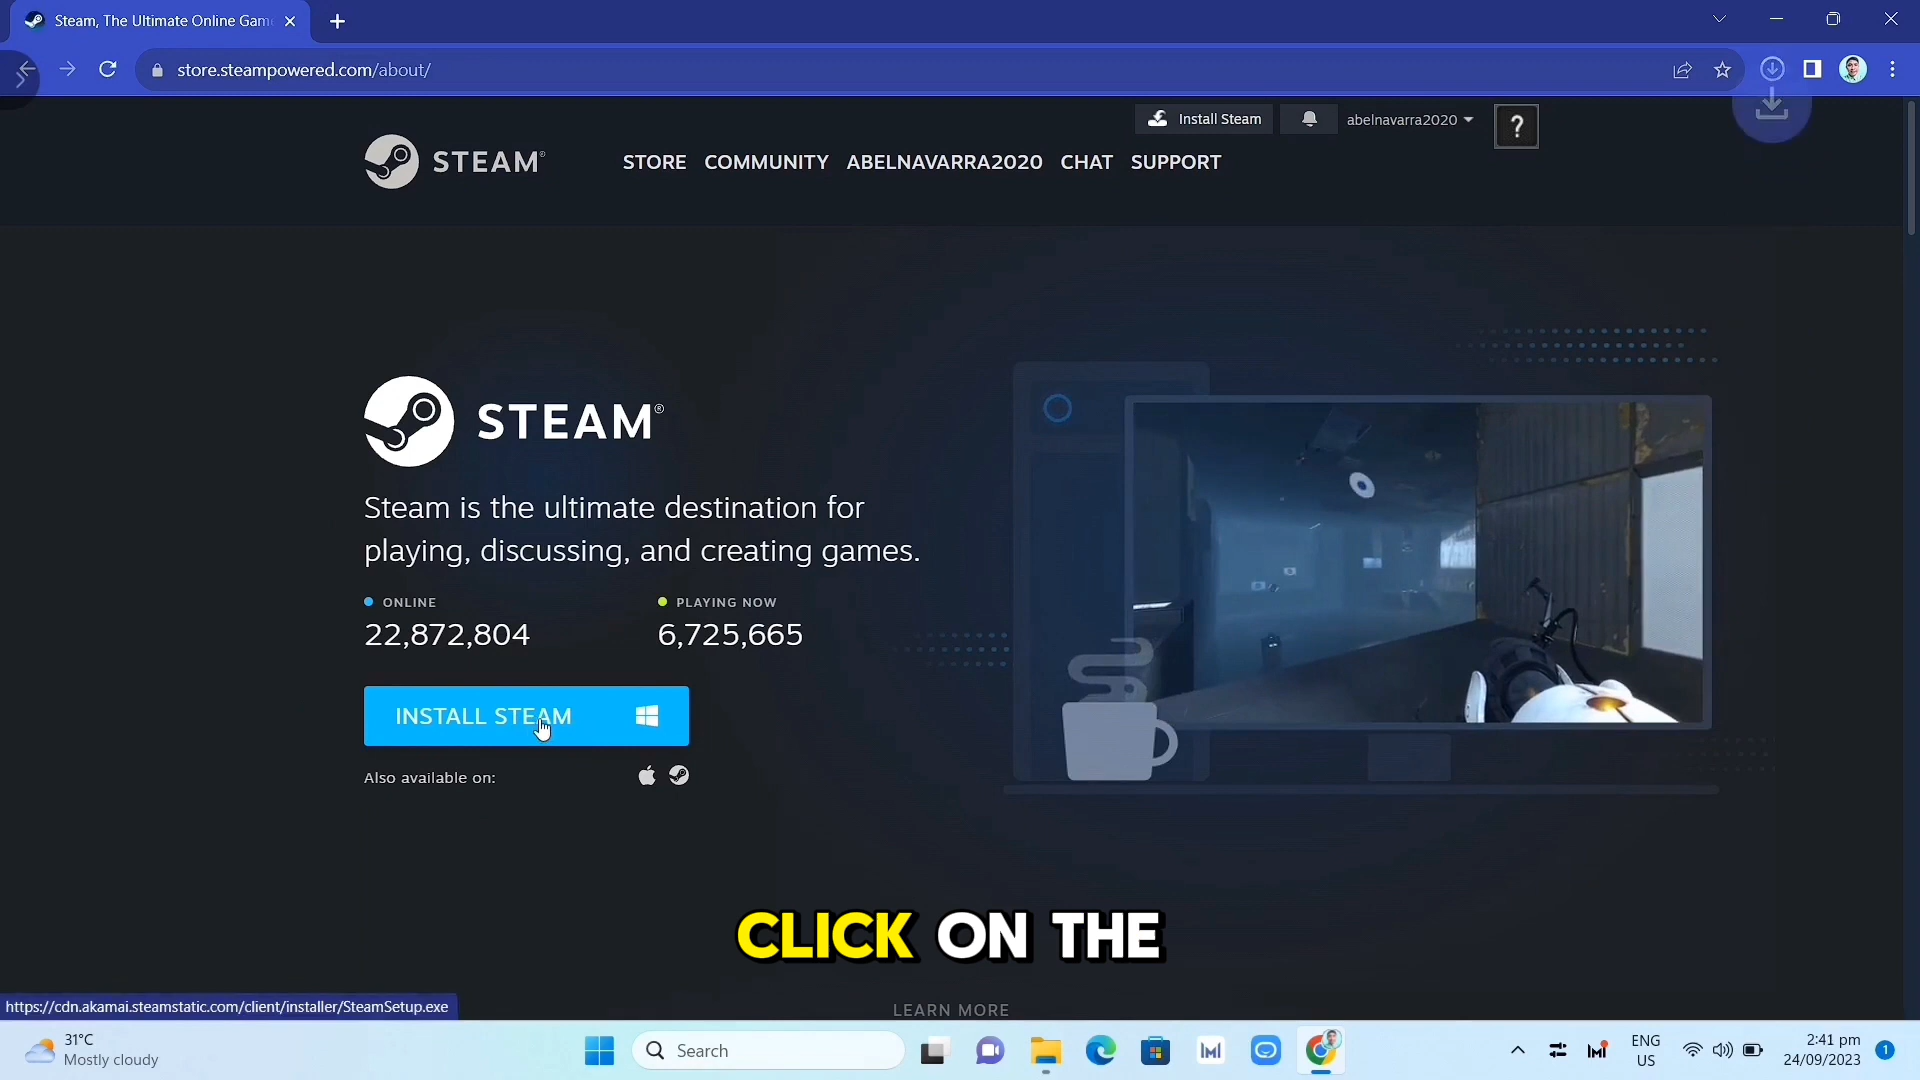 Steam, The Ultimate Online Gam
store.steampowered.com/about/
Install Steam
abelnavarra2020
?
STEAM®
STORE COMMUNITY ABELNAVARRA2020 CHAT SUPPORT
STEAM®
Steam is the ultimate destination for
playing, discussing, and creating games.
ONLINE
22,872,804
PLAYING NOW
6,725,665
INSTALL STEAM
Also available on:
CLICK ON THE
LEARN MORE
https://cdn.akamai.steamstatic.com/client/installer/SteamSetup.exe
31°C
Mostly cloudy
Search
ENG
US
2:41 pm
24/09/2023
1